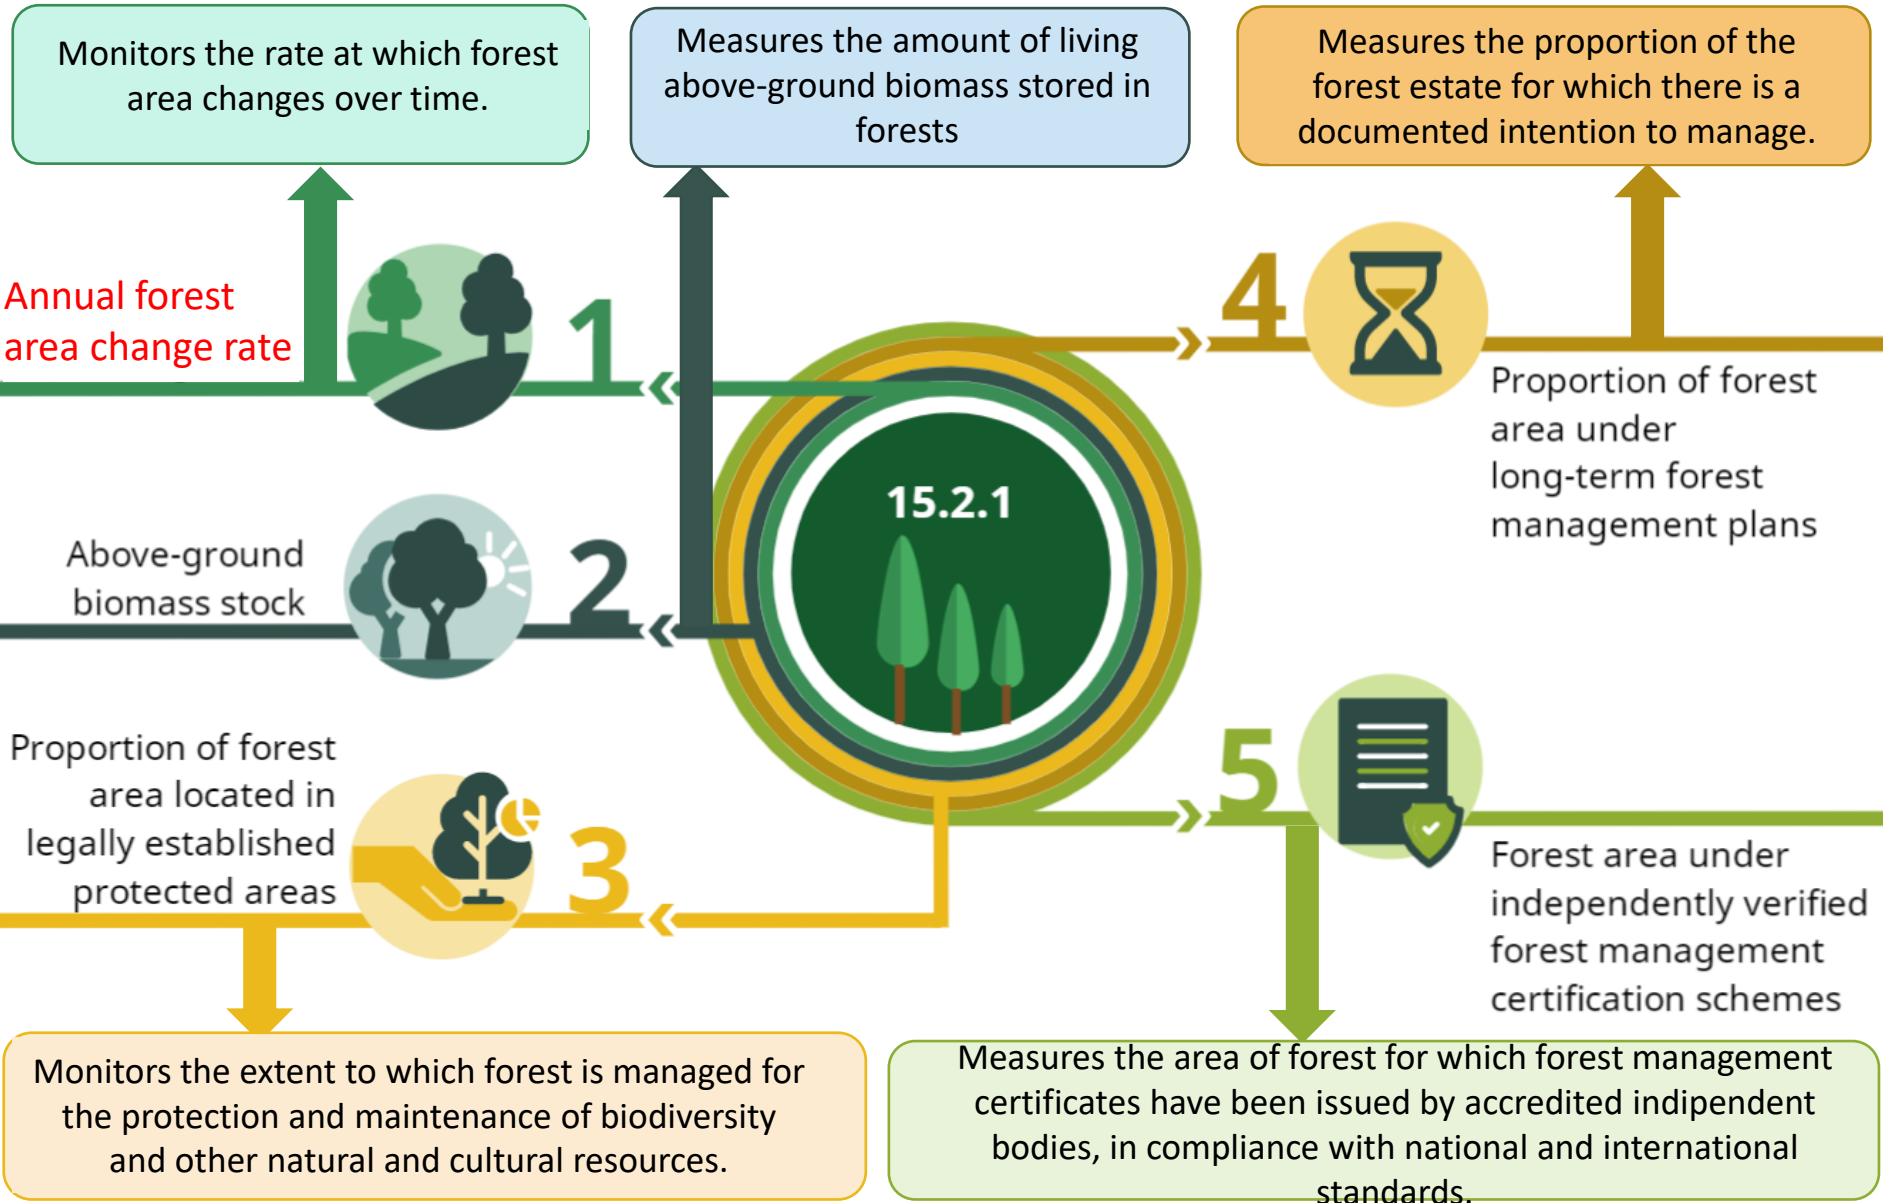 Monitors the rate at which forest
area changes over time.
Measures the amount of living
above-ground biomass stored in
forests
Measures the proportion of the
forest estate for which there is a
documented intention to manage.
Annual forest
area change rate
1
4
Proportion of forest
area under
long-term forest
management plans
15.2.1
Above-ground
biomass stock
2
Proportion of forest
area located in
legally established
protected areas
3
5
Forest area under
independently verified
forest management
certification schemes
Monitors the extent to which forest is managed for
the protection and maintenance of biodiversity
and other natural and cultural resources.
Measures the area of forest for which forest management
certificates have been issued by accredited indipendent
bodies, in compliance with national and international
standards.